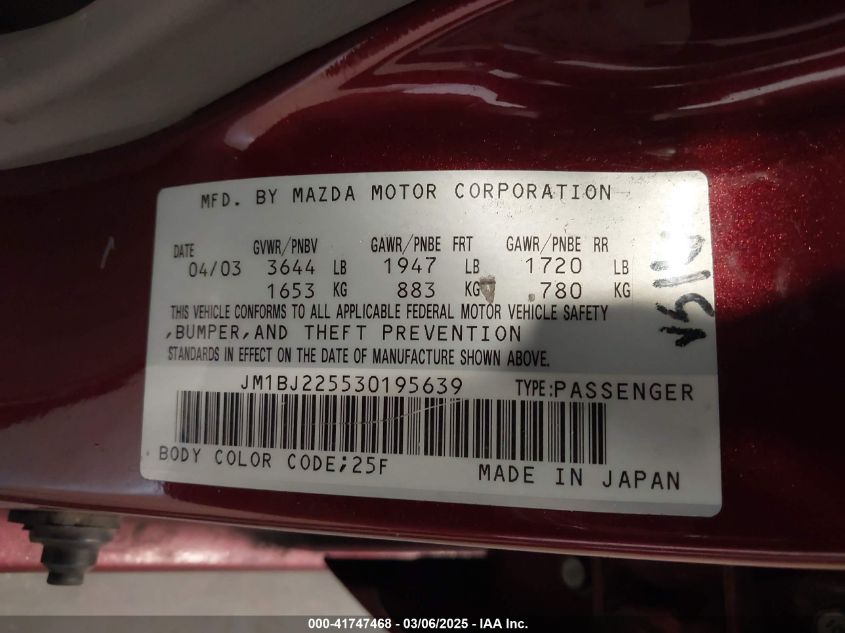 MFD. BY MAZDA MOTOR CORPORATION
DATE GVWR/PNBV GAWR/PNBE FRT GAWR/PNBE RR
04/03 3644 LB 1947 LB 1720 LB
1653 KG 883 KG 780 KG
THIS VEHICLE CONFORMS TO ALL APPLICABLE FEDERAL MOTOR VEHICLE SAFETY
,BUMPER,AND THEFT PREVENTION
STANDARDS IN EFFECT ON THE DATE OF MANUFACTURE SHOWN ABOVE.
JM1BJ225530195639 TYPE:PASSENGER
BODY COLOR CODE;25F MADE IN JAPAN
000-41747468 - 03/06/2025 - IAA Inc.